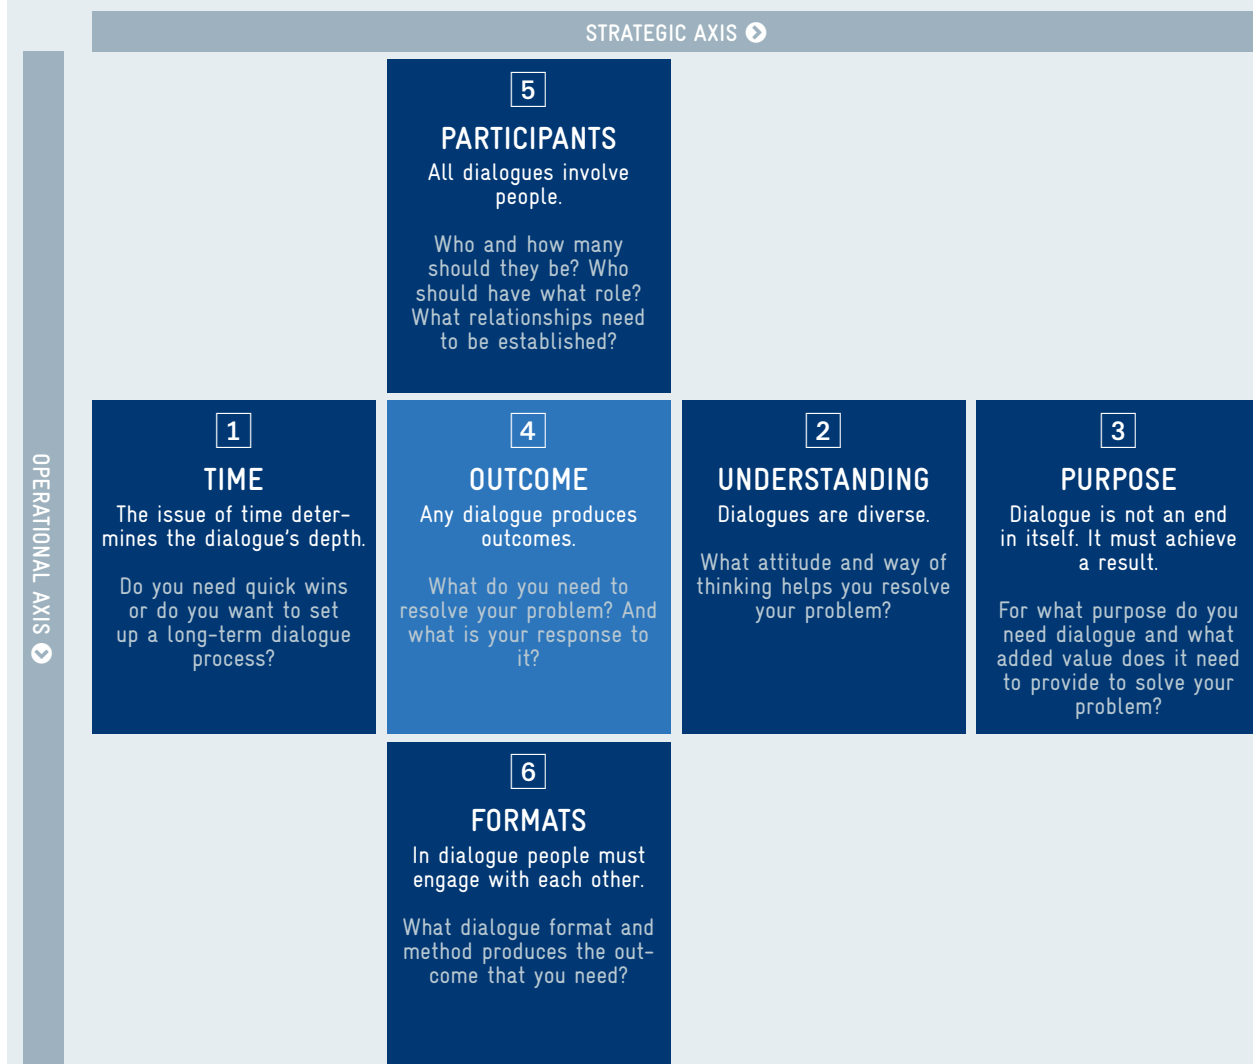 STRATEGIC AXIS
OPERATIONAL AXIS
5
PARTICIPANTS
All dialogues involve
people.
Who and how many
should they be? Who
should have what role?
What relationships need
to be established?
1
TIME
The issue of time deter-
mines the dialogue's depth.
Do you need quick wins
or do you want to set
up a long-term dialogue
process?
4
OUTCOME
Any dialogue produces
outcomes.
What do you need to
resolve your problem? And
what is your response to
it?
2
UNDERSTANDING
Dialogues are diverse.
What attitude and way of
thinking helps you resolve
your problem?
3
PURPOSE
Dialogue is not an end
in itself. It must achieve
a result.
For what purpose do you
need dialogue and what
added value does it need
to provide to solve your
problem?
6
FORMATS
In dialogue people must
engage with each other.
What dialogue format and
method produces the out-
come that you need?